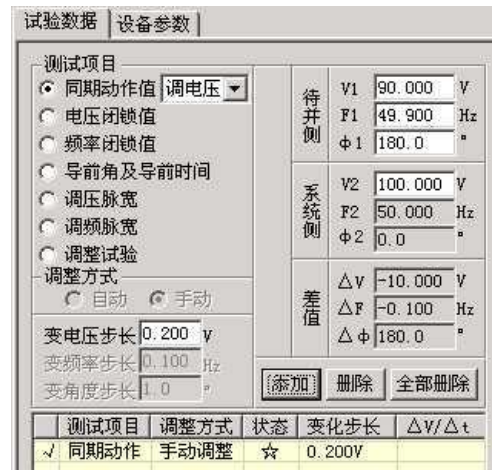 试验数据 设备参数
测试项目
同期动作值 调电压
电压闭锁值
频率闭锁值
导前角及导前时间
调压脉宽
调频脉宽
调整试验
调整方式
自动 手动
变电压步长 0.200 V
变频率步长 0.100 Hz
变角度步长 1.0 °
待并侧
V1 90.000 V
F1 49.900 Hz
Φ1 180.0 °
系统侧
V2 100.000 V
F2 50.000 Hz
Φ2 0.0 °
差值
△V -10.000 V
△F -0.100 Hz
△Φ 180.0 °
添加 删除 全部删除
测试项目 调整方式 状态 变化步长 △V/△t
√ 同期动作 手动调整 ☆ 0.200V